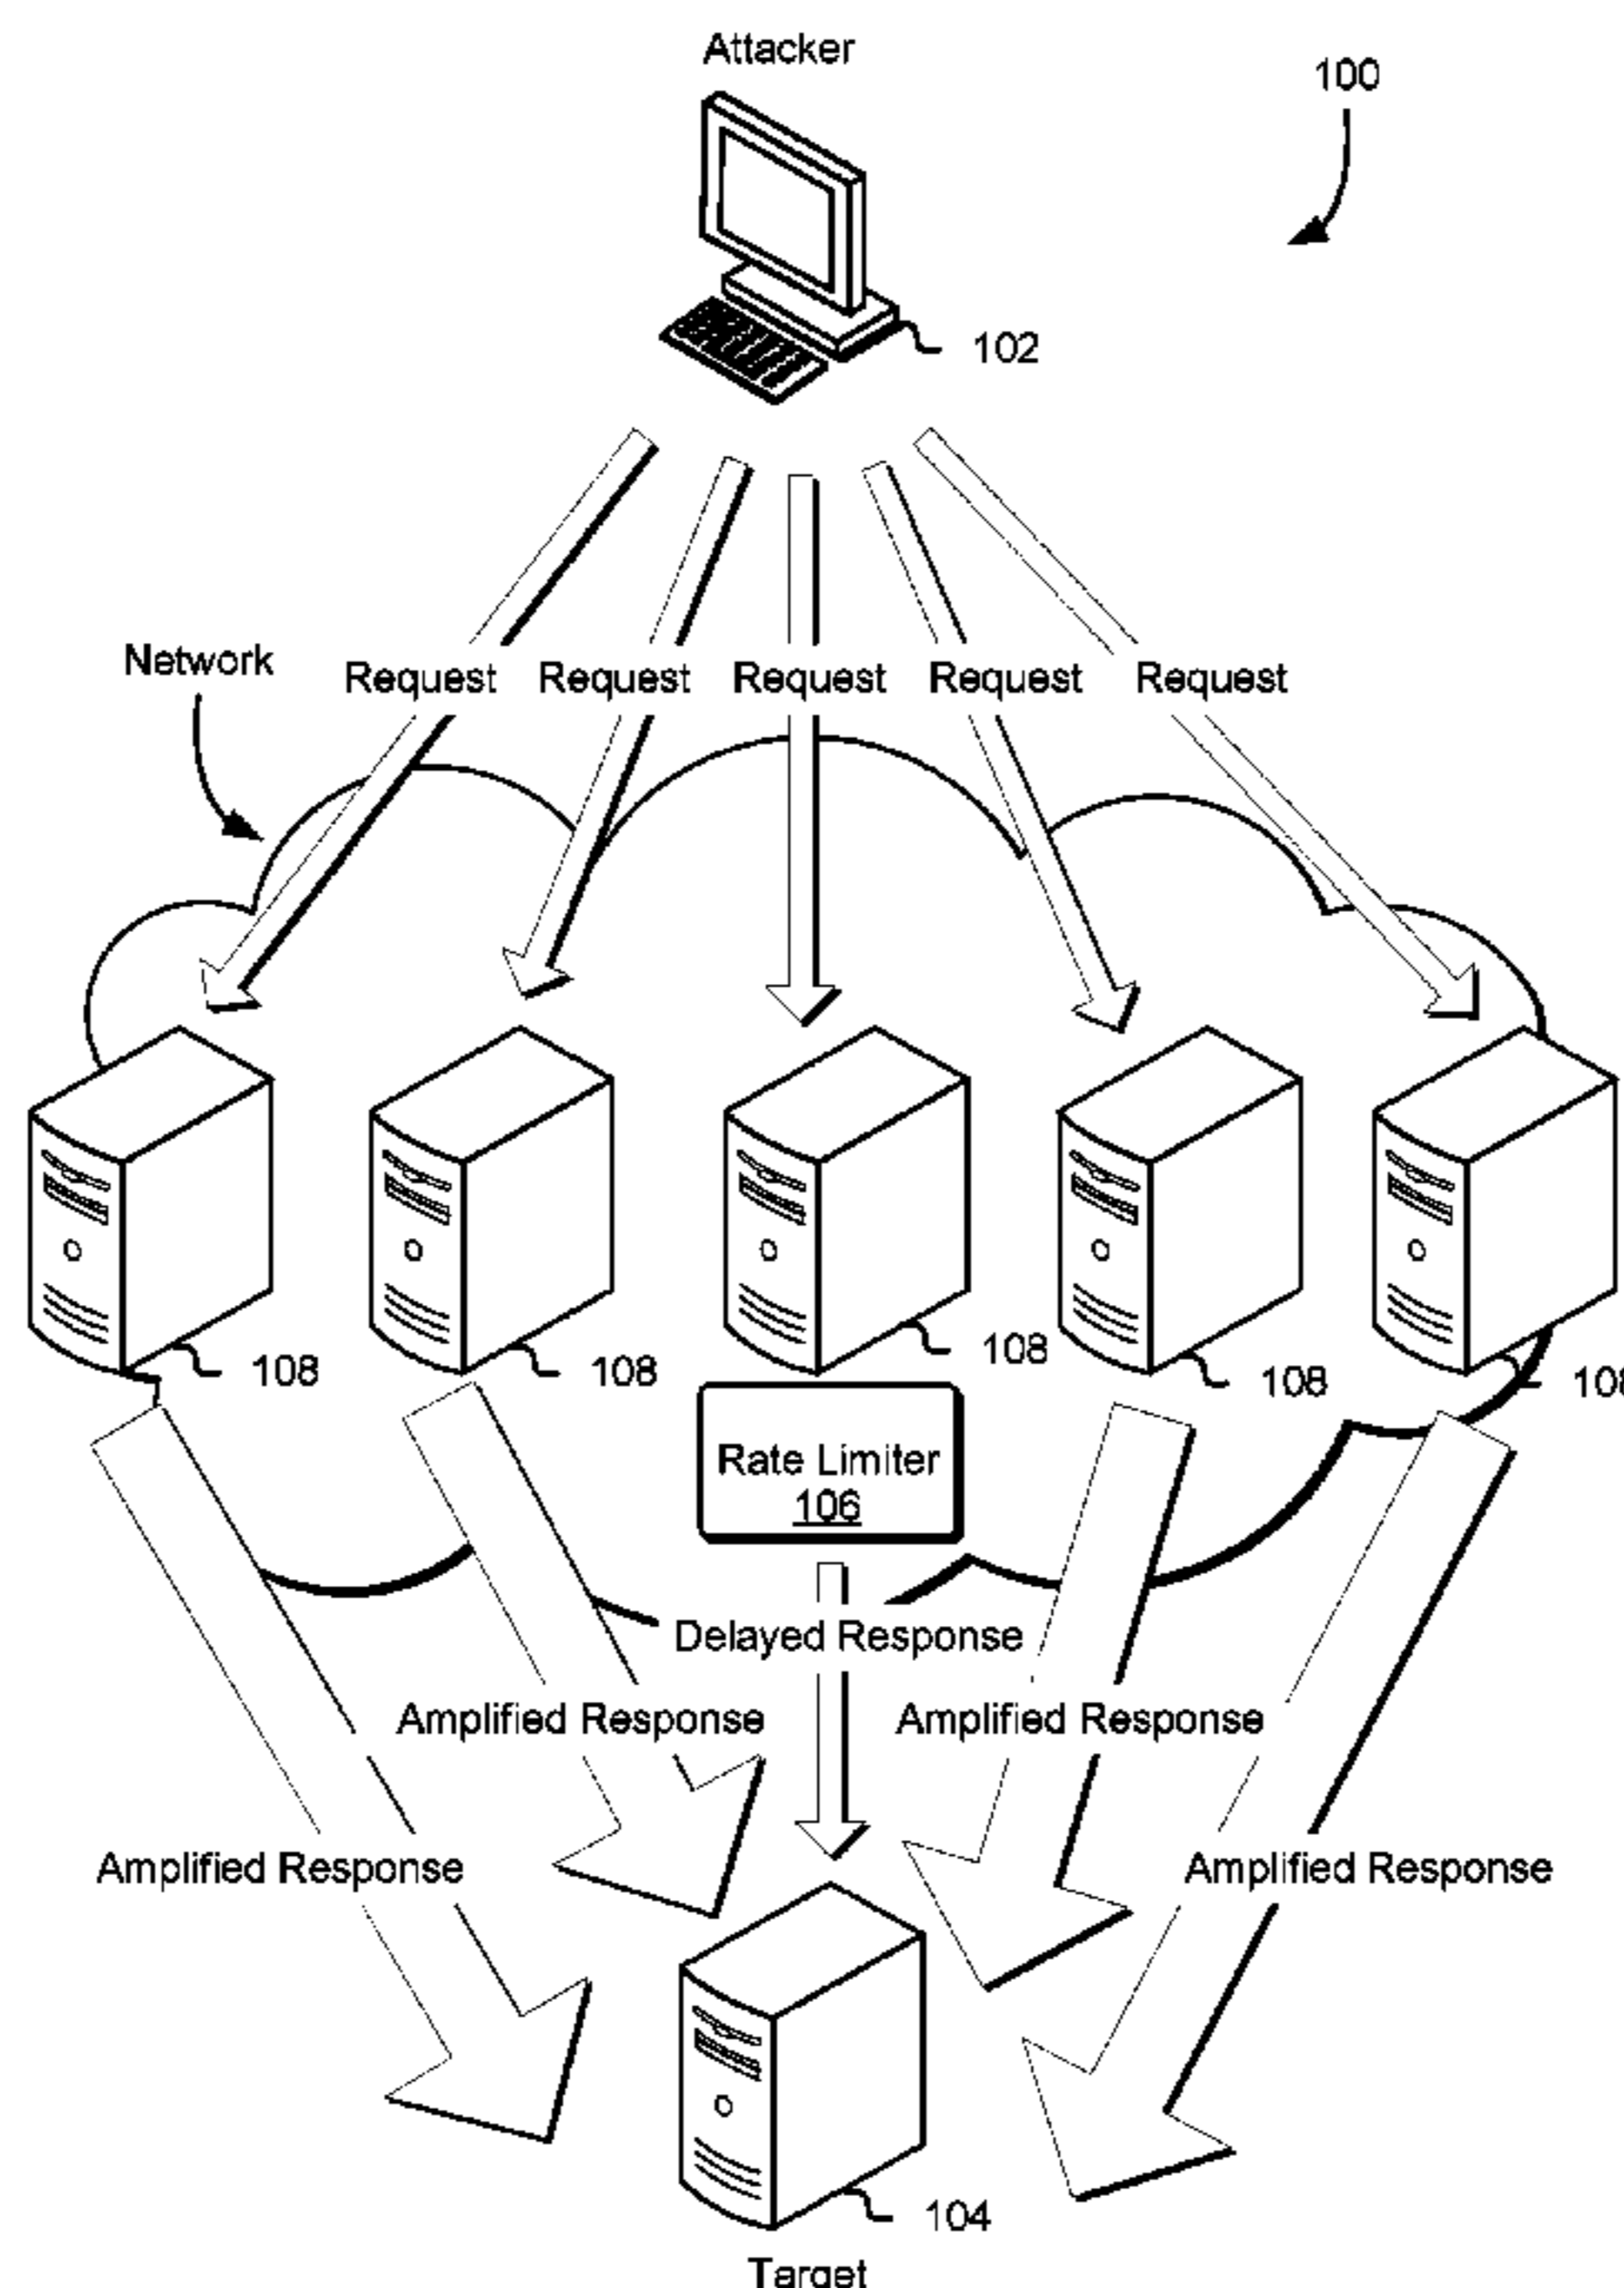 Attacker
100
102
Network
Request Request Request Request Request
108 108 108 108 108
Rate Limiter
106
Delayed Response
Amplified Response Amplified Response
Amplified Response Amplified Response
104
Target